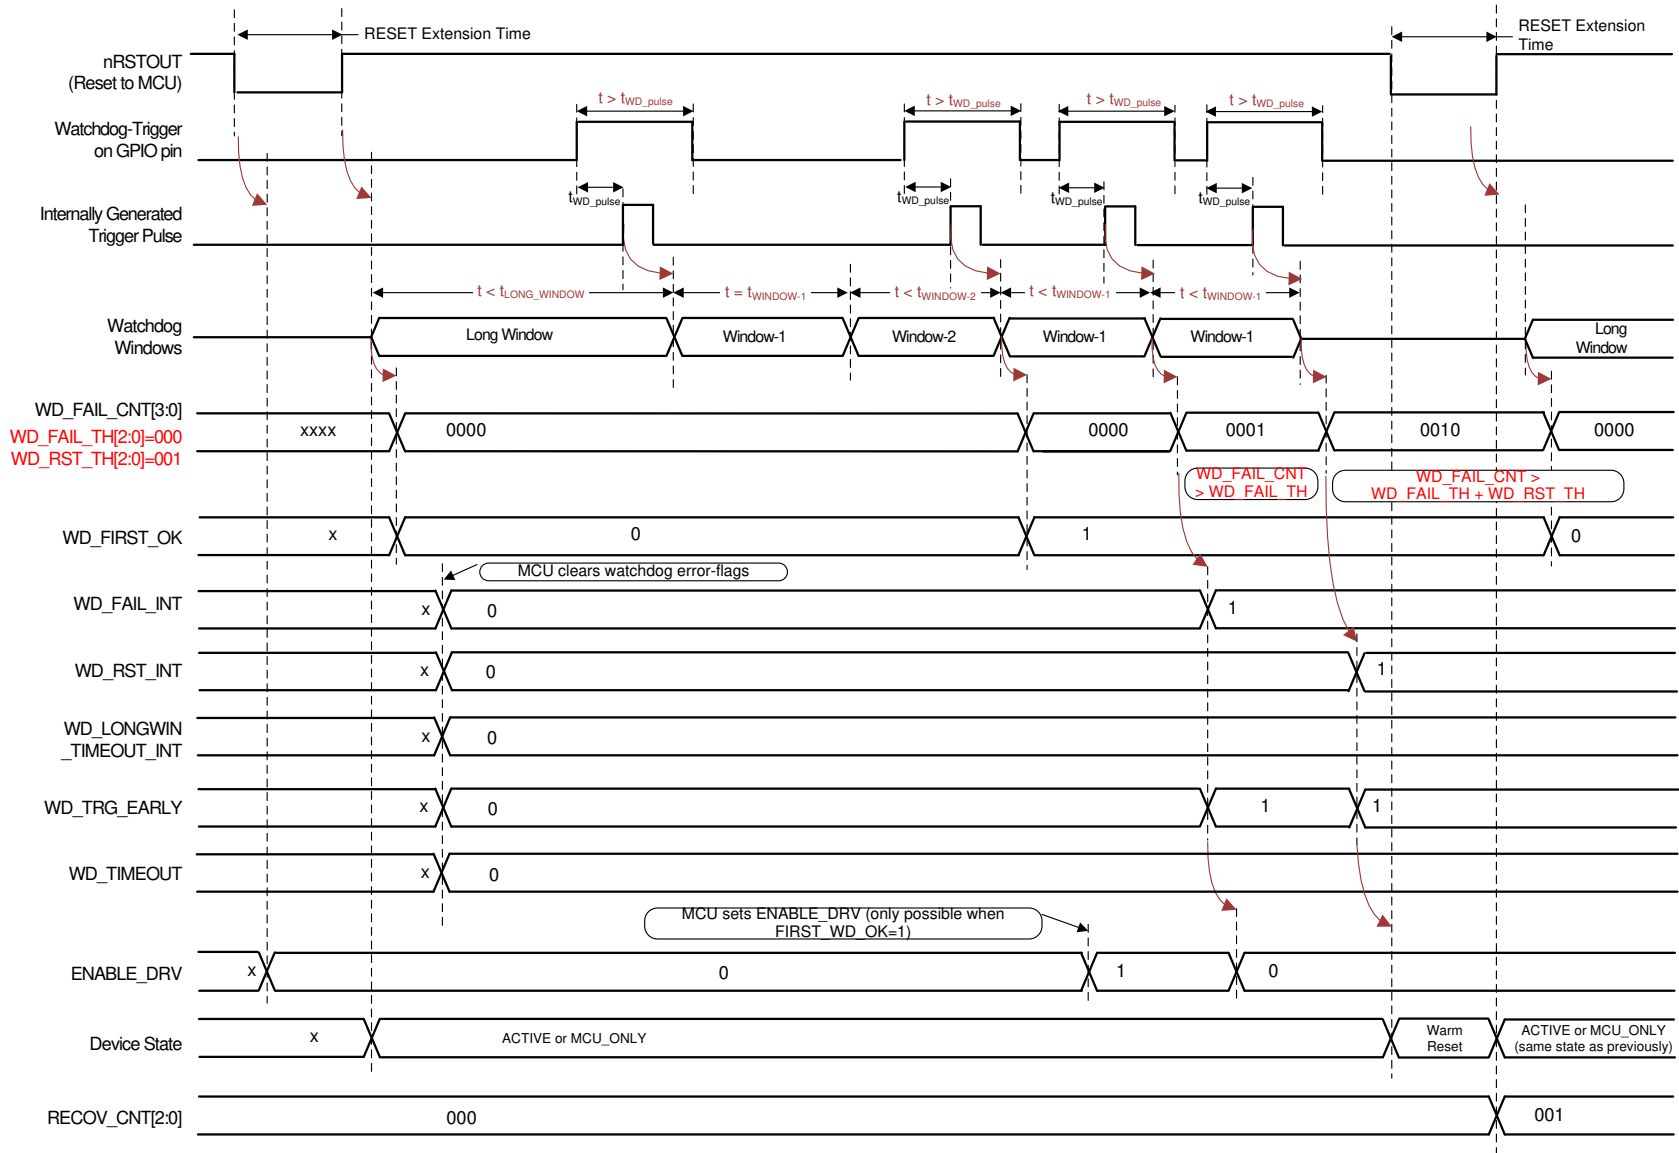 RESET Extension Time
RESET Extension
Time
nRSTOUT
(Reset to MCU)
t > tWD_pulse
t > tWD_pulse
t > tWD_pulse
t > tWD_pulse
Watchdog-Trigger
on GPIO pin
tWD_pulse
tWD_pulse
tWD_pulse
tWD_pulse
Internally Generated
Trigger Pulse
t < tLONG_WINDOW
t = tWINDOW-1
t < tWINDOW-2
t < tWINDOW-1
t < tWINDOW-1
Watchdog
Windows
Long Window
Window-1
Window-2
Window-1
Window-1
Long
Window
WD_FAIL_CNT[3:0]
WD_FAIL_TH[2:0]=000
WD_RST_TH[2:0]=001
xxxx
0000
0000
0001
0010
0000
WD_FAIL_CNT
> WD_FAIL_TH
WD_FAIL_CNT >
WD_FAIL_TH + WD_RST_TH
WD_FIRST_OK
x
0
1
0
MCU clears watchdog error-flags
WD_FAIL_INT
x
0
1
WD_RST_INT
x
0
1
WD_LONGWIN
_TIMEOUT_INT
x
0
WD_TRG_EARLY
x
0
1
1
WD_TIMEOUT
x
0
MCU sets ENABLE_DRV (only possible when
FIRST_WD_OK=1)
ENABLE_DRV
x
0
1
0
Device State
x
ACTIVE or MCU_ONLY
Warm
Reset
ACTIVE or MCU_ONLY
(same state as previously)
RECOV_CNT[2:0]
000
001